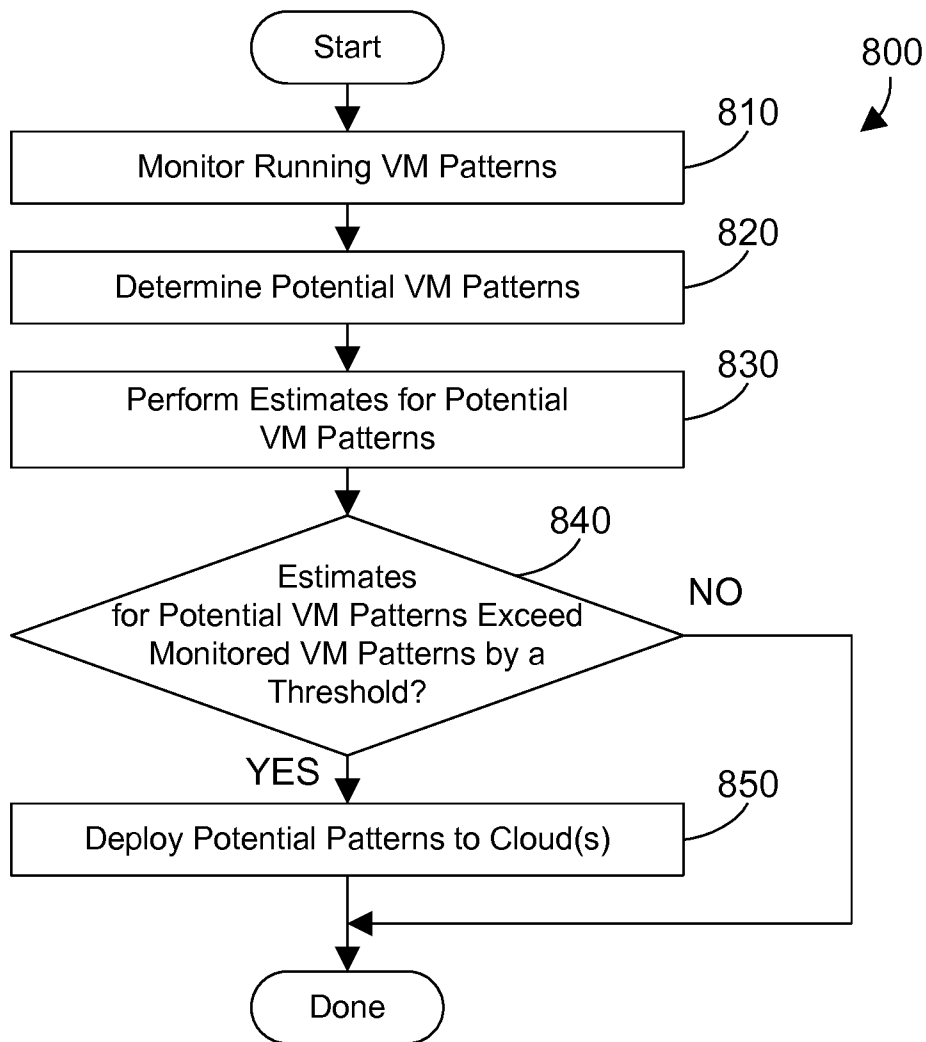 Start
800
810
Monitor Running VM Patterns
820
Determine Potential VM Patterns
830
Perform Estimates for Potential
VM Patterns
840
Estimates
for Potential VM Patterns Exceed
Monitored VM Patterns by a
Threshold?
NO
YES
850
Deploy Potential Patterns to Cloud(s)
Done